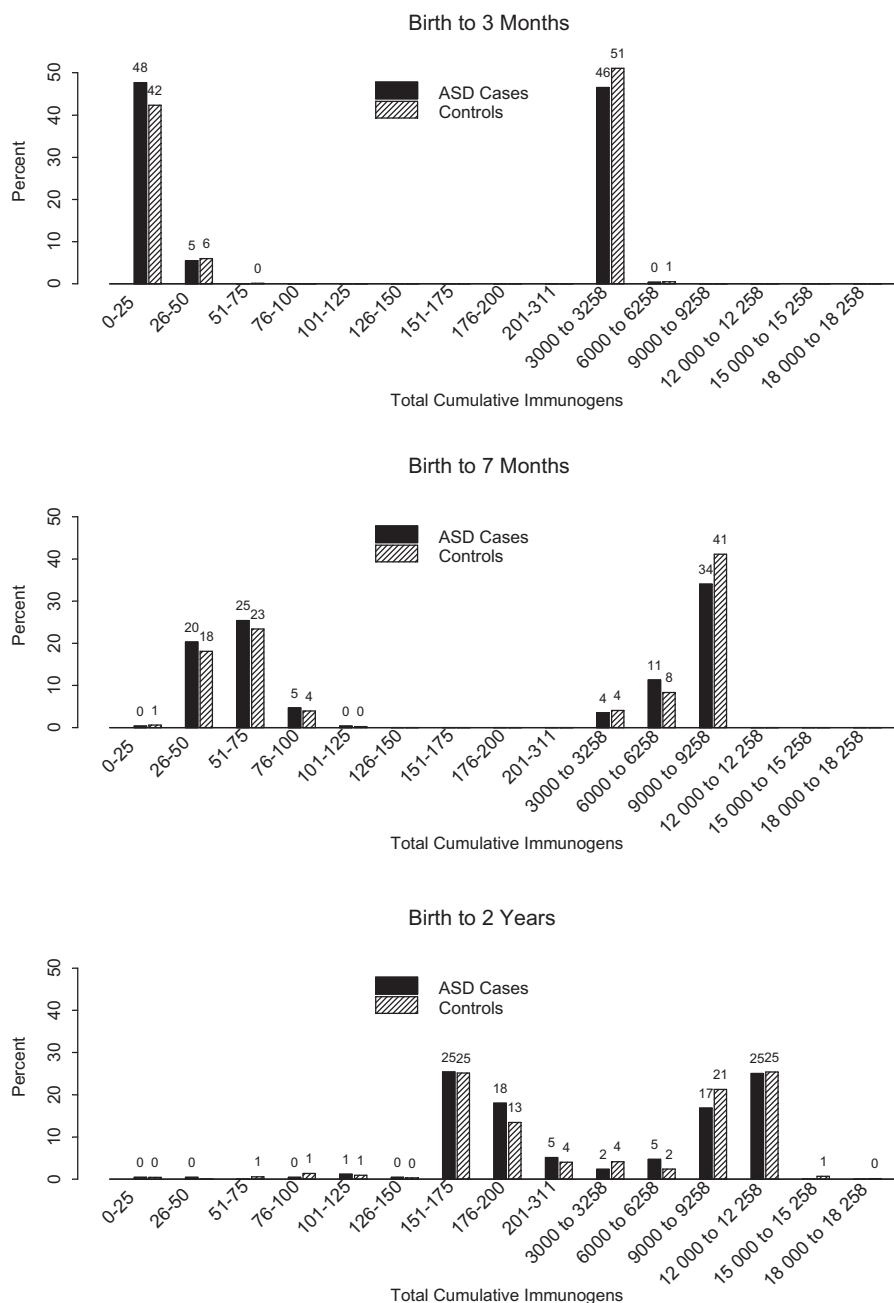 Birth to 3 Months
Percent
50
40
30
20
10
0
ASD Cases
Controls
48
42
5
6
0
46
51
0
1
0-25
26-50
51-75
76-100
101-125
126-150
151-175
176-200
201-311
3000 to 3258
6000 to 6258
9000 to 9258
12 000 to 12 258
15 000 to 15 258
18 000 to 18 258
Total Cumulative Immunogens
Birth to 7 Months
Percent
50
40
30
20
10
0
ASD Cases
Controls
0
1
20
18
25
23
5
4
0
0
4
4
11
8
34
41
0-25
26-50
51-75
76-100
101-125
126-150
151-175
176-200
201-311
3000 to 3258
6000 to 6258
9000 to 9258
12 000 to 12 258
15 000 to 15 258
18 000 to 18 258
Total Cumulative Immunogens
Birth to 2 Years
Percent
50
40
30
20
10
0
ASD Cases
Controls
0
0
0
1
0
1
1
1
0
0
25
25
18
13
5
4
2
4
5
2
17
21
25
25
1
0
0-25
26-50
51-75
76-100
101-125
126-150
151-175
176-200
201-311
3000 to 3258
6000 to 6258
9000 to 9258
12 000 to 12 258
15 000 to 15 258
18 000 to 18 258
Total Cumulative Immunogens